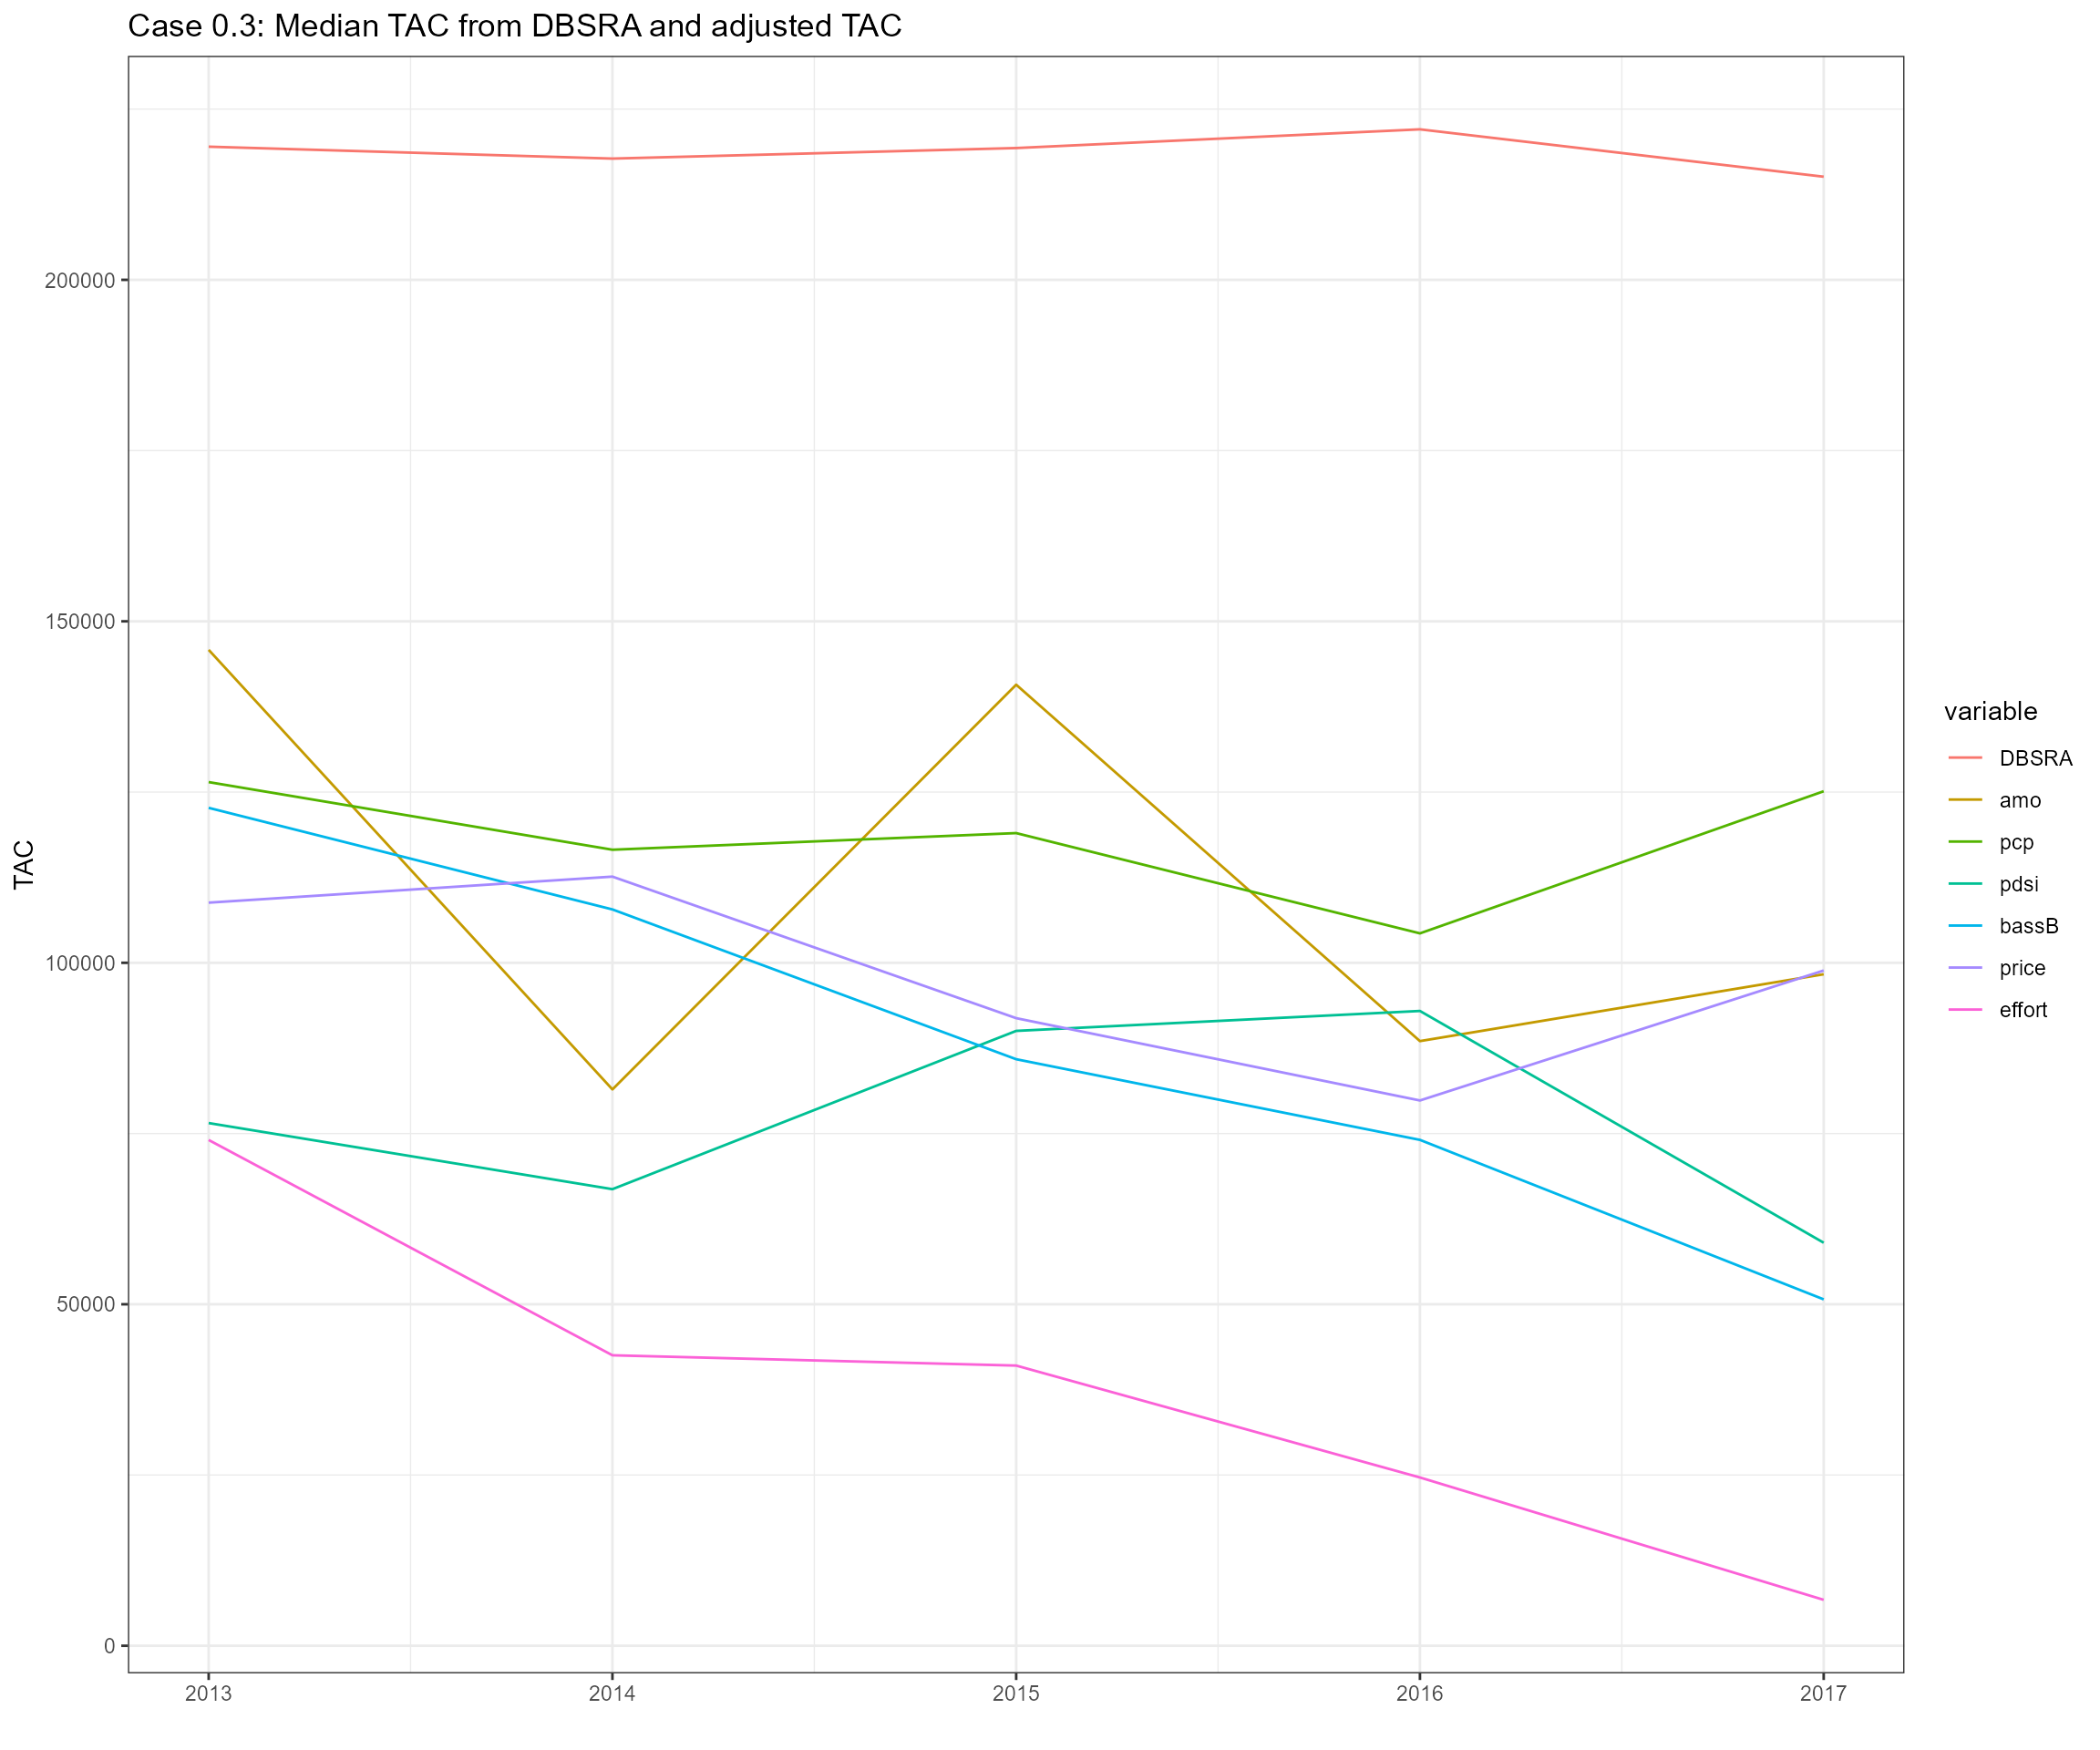 Case 0.3: Median TAC from DBSRA and adjusted TAC
TAC
200000
150000
100000
50000
0
2013 2014 2015 2016 2017
variable
DBSRA
amo
pcp
pdsi
bassB
price
effort